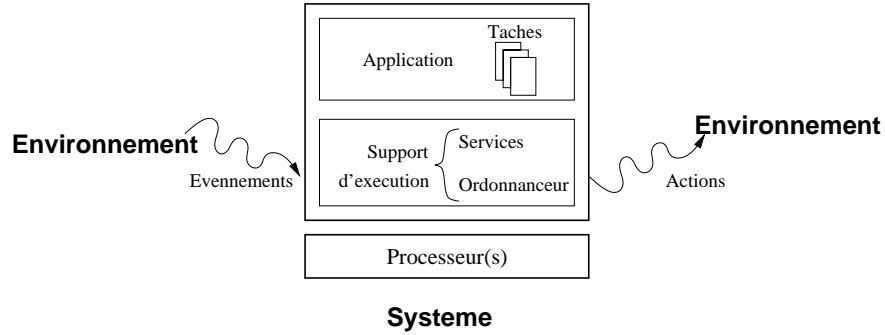 Taches
Application
Environnement
Environnement
Support
d'execution
Services
Ordonnanceur
Evennements
Actions
Processeur(s)
Systeme